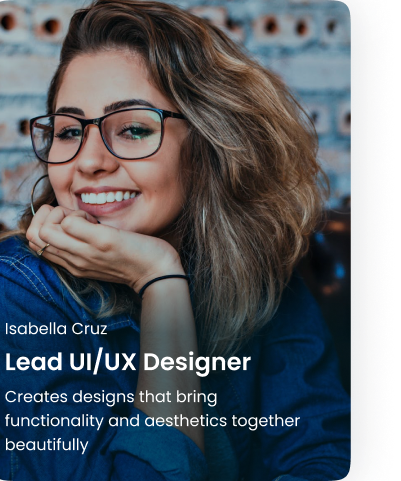 Isabella Cruz
Lead UI/UX Designer
Creates designs that bring
functionality and aesthetics together
beautifully